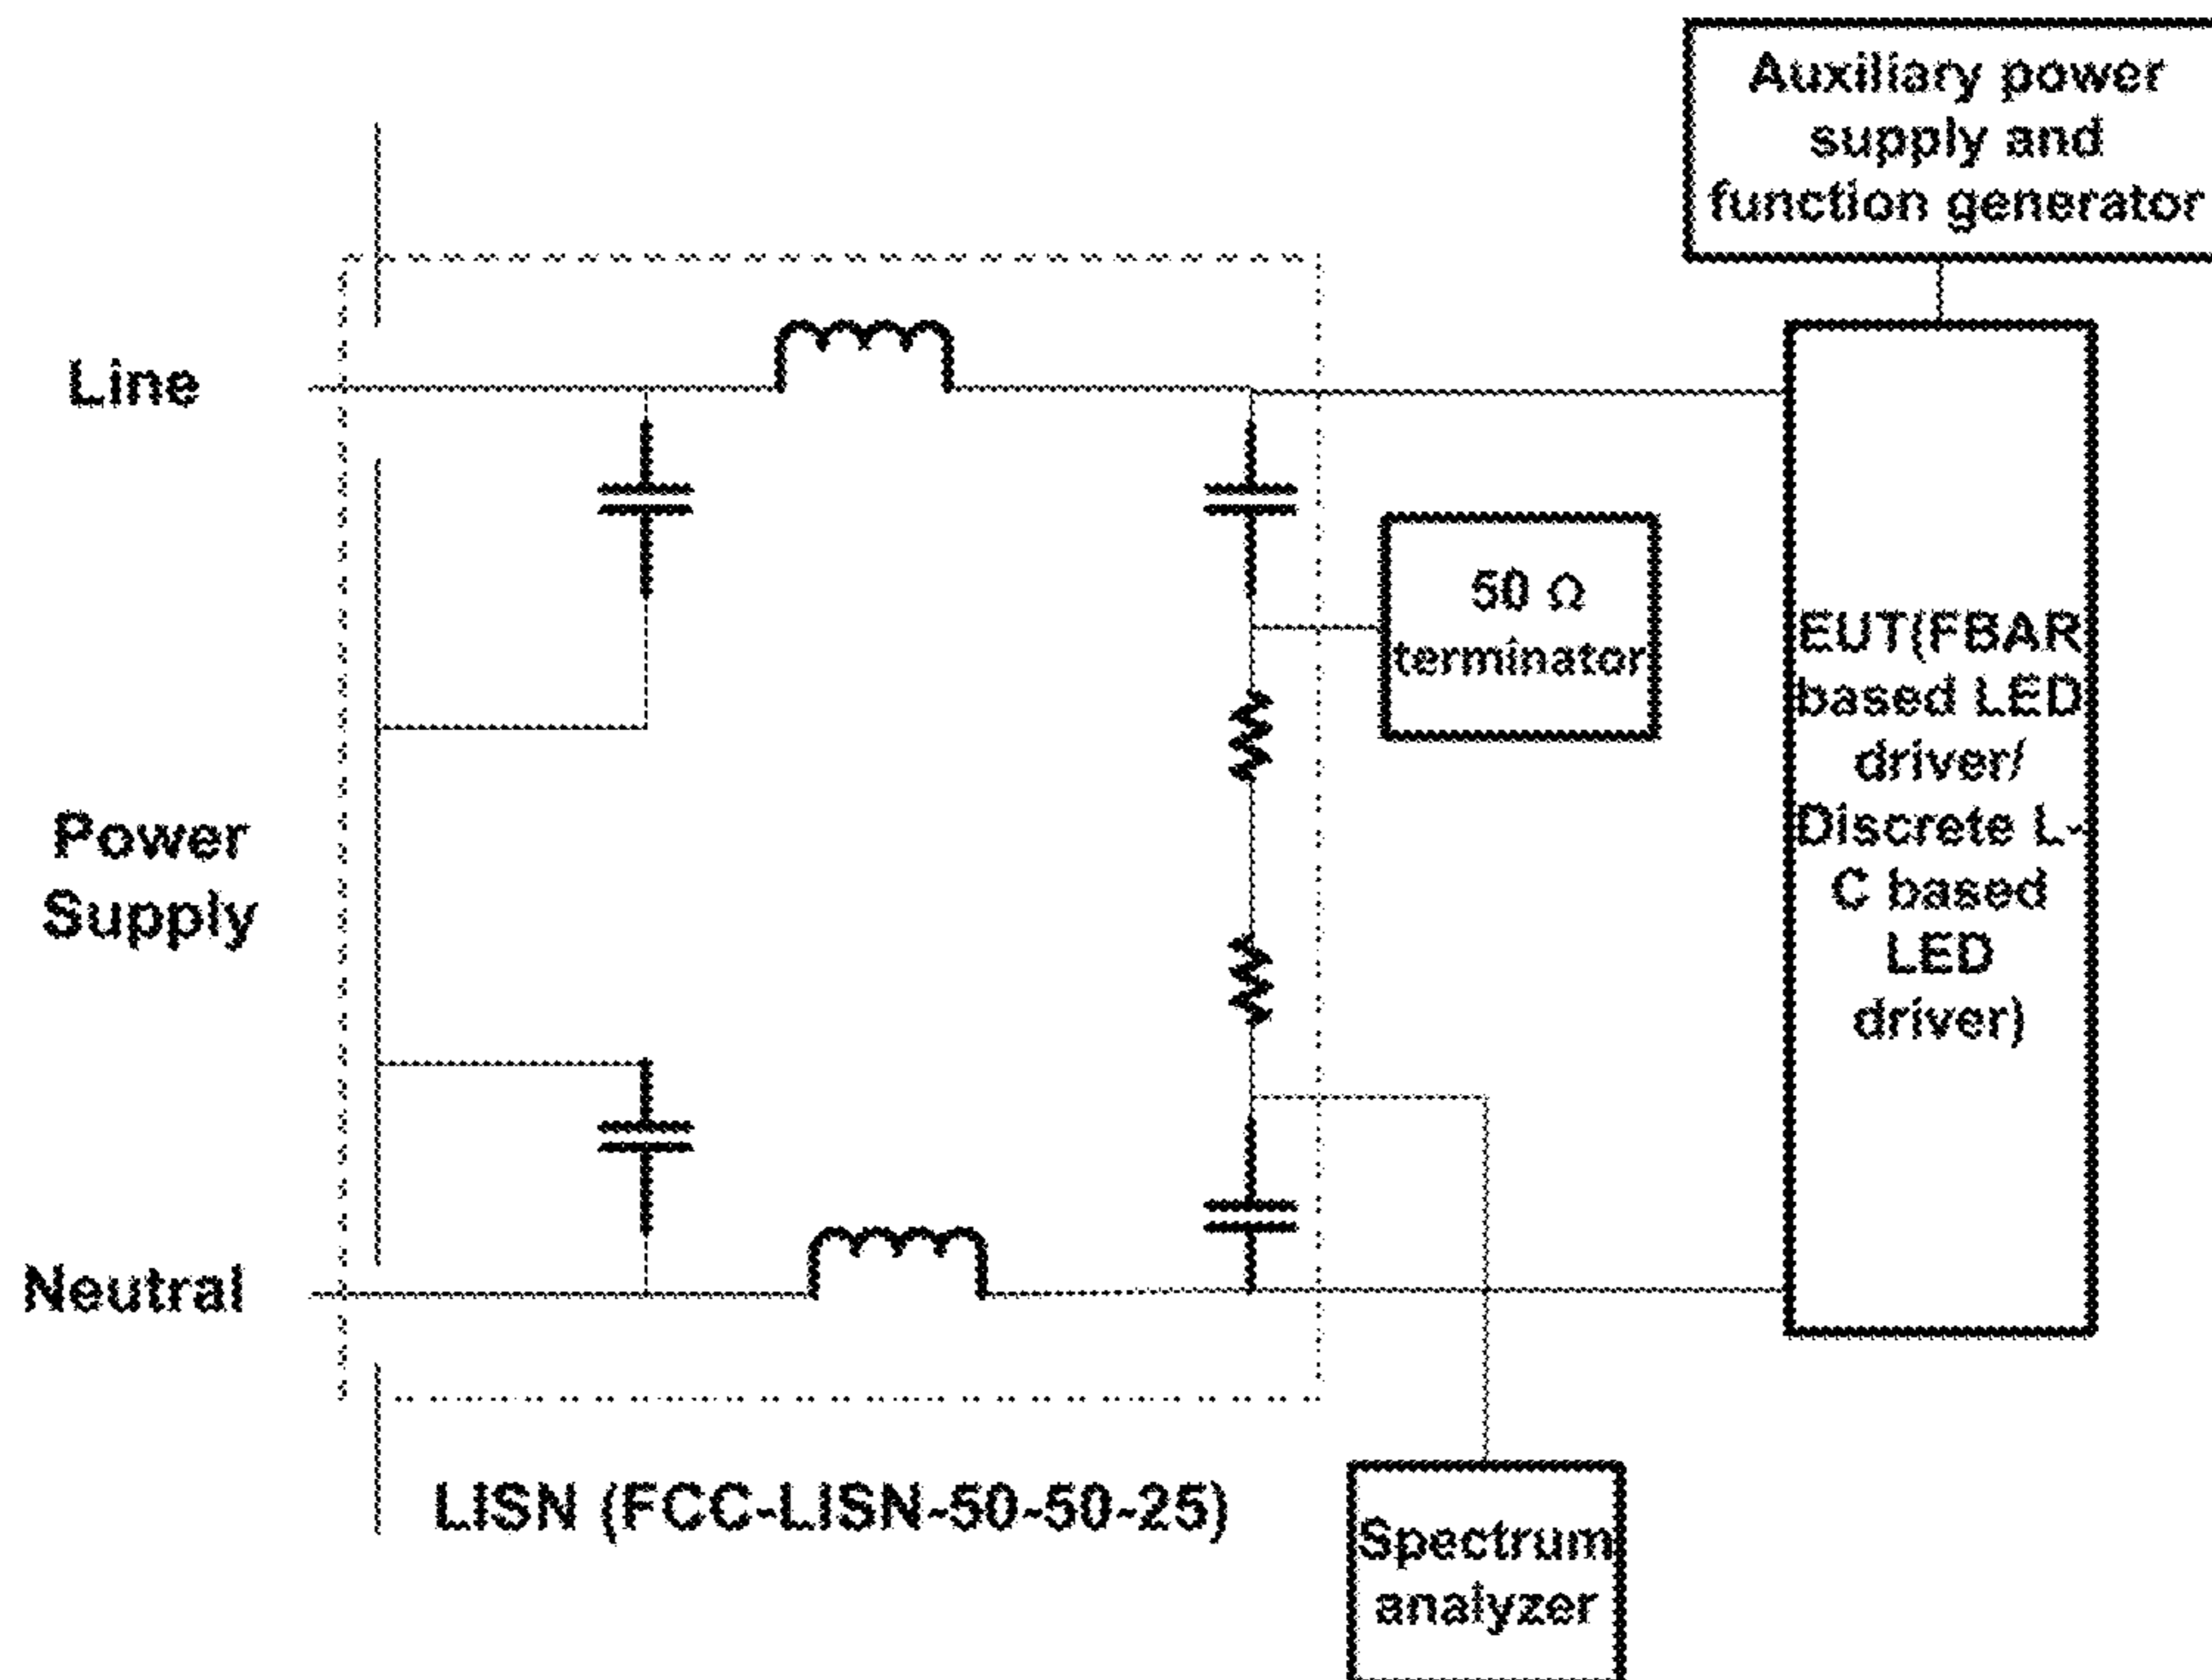 Auxiliary power
supply and
function generator
Line
50 Ω
terminator
EUT(FBAR
based LED
driver/
Discrete L-
C based
LED
driver)
Power
Supply
Neutral
LISN (FCC-LISN-50-50-25)
Spectrum
analyzer